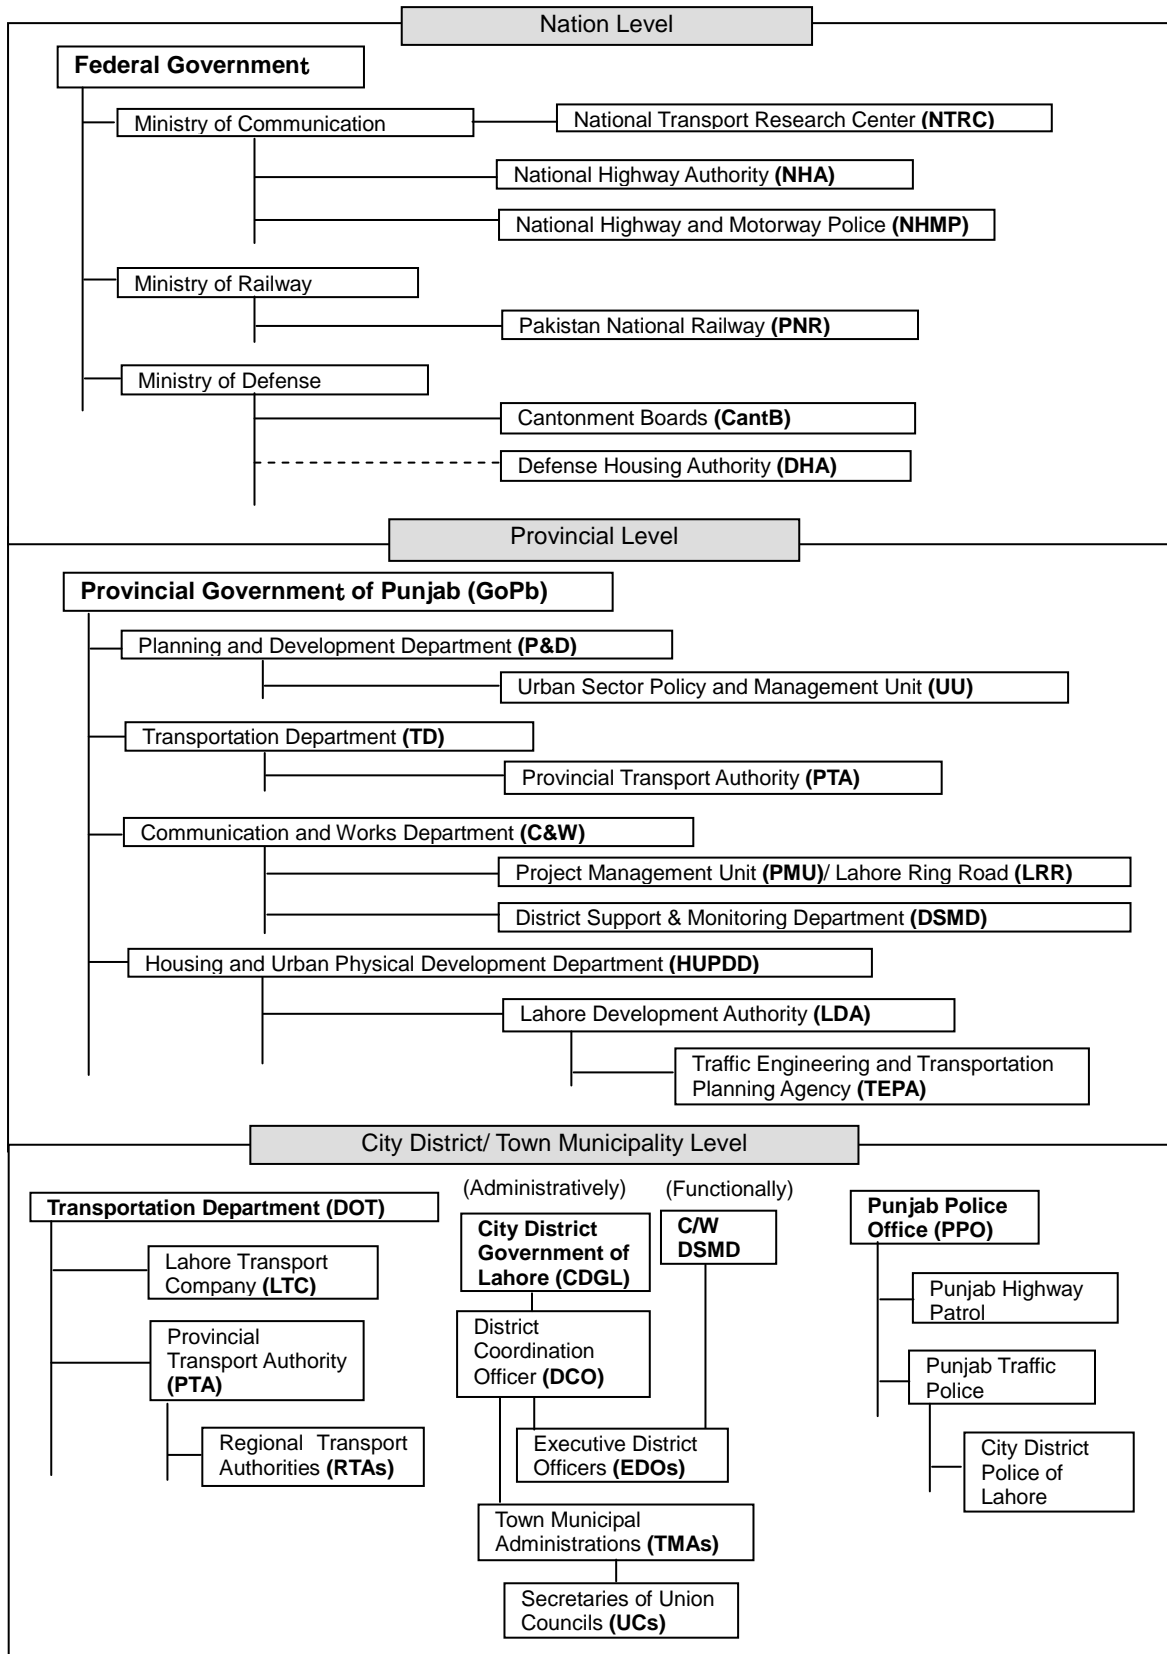 Nation Level
Federal Government
Ministry of Communication
National Transport Research Center (NTRC)
National Highway Authority (NHA)
National Highway and Motorway Police (NHMP)
Ministry of Railway
Pakistan National Railway (PNR)
Ministry of Defense
Cantonment Boards (CantB)
Defense Housing Authority (DHA)
Provincial Level
Provincial Government of Punjab (GoPb)
Planning and Development Department (P&D)
Urban Sector Policy and Management Unit (UU)
Transportation Department (TD)
Provincial Transport Authority (PTA)
Communication and Works Department (C&W)
Project Management Unit (PMU)/ Lahore Ring Road (LRR)
District Support & Monitoring Department (DSMD)
Housing and Urban Physical Development Department (HUPDD)
Lahore Development Authority (LDA)
Traffic Engineering and Transportation
Planning Agency (TEPA)
City District/ Town Municipality Level
Transportation Department (DOT)
Lahore Transport
Company (LTC)
Provincial
Transport Authority
(PTA)
Regional Transport
Authorities (RTAs)
(Administratively)
City District
Government of
Lahore (CDGL)
(Functionally)
C/W
DSMD
District
Coordination
Officer (DCO)
Executive District
Officers (EDOs)
Town Municipal
Administrations (TMAs)
Secretaries of Union
Councils (UCs)
Punjab Police
Office (PPO)
Punjab Highway
Patrol
Punjab Traffic
Police
City District
Police of
Lahore